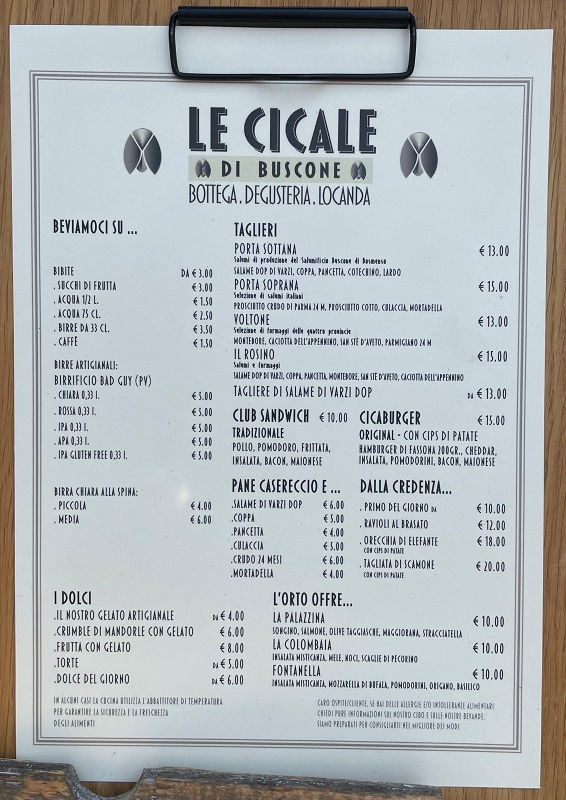 LE CICALE
DI BUSCONE
BOTTEGA . DEGUSTERIA . LOCANDA
BEVIAMOCI SU ...
BIBITE DA € 3.00
. SUCCHI DI FRUTTA € 3.00
. ACQUA 1/2 L. € 1.50
. ACQUA 75 CL. € 2.50
. BIRRE DA 33 CL. € 3.50
. CAFFÈ € 1.50
BIRRE ARTIGIANALI:
BIRRIFICIO BAD GUY (PV)
. CHIARA 0,33 l. € 5.00
. ROSSA 0,33 l. € 5.00
. IPA 0,33 l. € 5.00
. APA 0,33 l. € 5.00
. IPA GLUTEN FREE 0,33 l. € 5.00
BIRRA CHIARA ALLA SPINA:
. PICCOLA € 4.00
. MEDIA € 6.00
TAGLIERI
PORTA SOTTANA € 13.00
Salumi di produzione del Salumificio Buscone di Bosmenso
SALAME DOP DI VARZI, COPPA, PANCETTA, COTECHINO, LARDO
PORTA SOPRANA € 15.00
Selezione di salumi italiani
PROSCIUTTO CRUDO DI PARMA 24 M, PROSCIUTTO COTTO, CULACCIA, MORTADELLA
VOLTONE € 13.00
Selezione di formaggi delle quattro provincie
MONTEBORE, CACIOTTA DELL'APPENNINO, SAN STÈ D'AVETO, PARMIGIANO 24 M
IL ROSINO € 15.00
Salumi e formaggi
SALAME DOP DI VARZI, COPPA, PANCETTA, MONTEBORE, SAN STÈ D'AVETO, CACIOTTA DELL'APPENNINO
TAGLIERE DI SALAME DI VARZI DOP DA € 13.00
CLUB SANDWICH € 10.00
TRADIZIONALE
POLLO, POMODORO, FRITTATA,
INSALATA, BACON, MAIONESE
CICABURGER € 15.00
ORIGINAL - CON CIPS DI PATATE
HAMBURGER DI FASSONA 200GR., CHEDDAR,
INSALATA, POMODORINI, BACON, MAIONESE
PANE CASERECCIO E ...
.SALAME DI VARZI DOP € 6.00
.COPPA € 5.00
.PANCETTA € 4.00
.CULACCIA € 5.00
.CRUDO 24 MESI € 6.00
.MORTADELLA € 4.00
DALLA CREDENZA...
. PRIMO DEL GIORNO DA € 10.00
. RAVIOLI AL BRASATO € 12.00
. ORECCHIA DI ELEFANTE € 18.00
CON CIPS DI PATATE
. TAGLIATA DI SCAMONE € 20.00
CON CIPS DI PATATE
I DOLCI
.IL NOSTRO GELATO ARTIGIANALE DA € 4.00
.CRUMBLE DI MANDORLE CON GELATO € 6.00
.FRUTTA CON GELATO € 8.00
.TORTE DA € 5.00
.DOLCE DEL GIORNO DA € 6.00
L'ORTO OFFRE...
LA PALAZZINA € 10.00
SONGINO, SALMONE, OLIVE TAGGIASCHE, MAGGIORANA, STRACCIATELLA
LA COLOMBAIA € 10.00
INSALATA MISTICANZA, MELE, NOCI, SCAGLIE DI PECORINO
FONTANELLA € 10.00
INSALATA MISTICANZA, MOZZARELLA DI BUFALA, POMODORINI, ORIGANO, BASILICO
IN ALCUNI CASI LA CUCINA UTILIZZA L'ABBATTITORE DI TEMPERATURA
PER GARANTIRE LA SICUREZZA E LA FRESCHEZZA
DEGLI ALIMENTI
CARO OSPITE/CLIENTE, SE HAI DELLE ALLERGIE E/O INTOLLERANZE ALIMENTARI
CHIEDI PURE INFORMAZIONI SUL NOSTRO CIBO E SULLE NOSTRE BEVANDE.
SIAMO PREPARATI PER CONSIGLIARTI NEL MIGLIORE DEI MODI